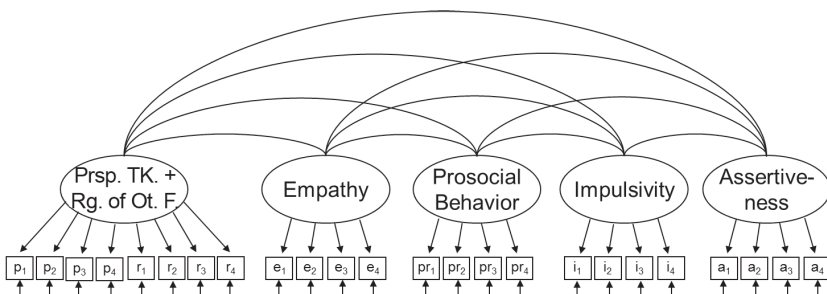 Prsp. TK. +
Rg. of Ot. F.
Empathy
Prosocial
Behavior
Impulsivity
Assertive-
ness
p₁ p₂ p₃ p₄ r₁ r₂ r₃ r₄
e₁ e₂ e₃ e₄
pr₁ pr₂ pr₃ pr₄
i₁ i₂ i₃ i₄
a₁ a₂ a₃ a₄